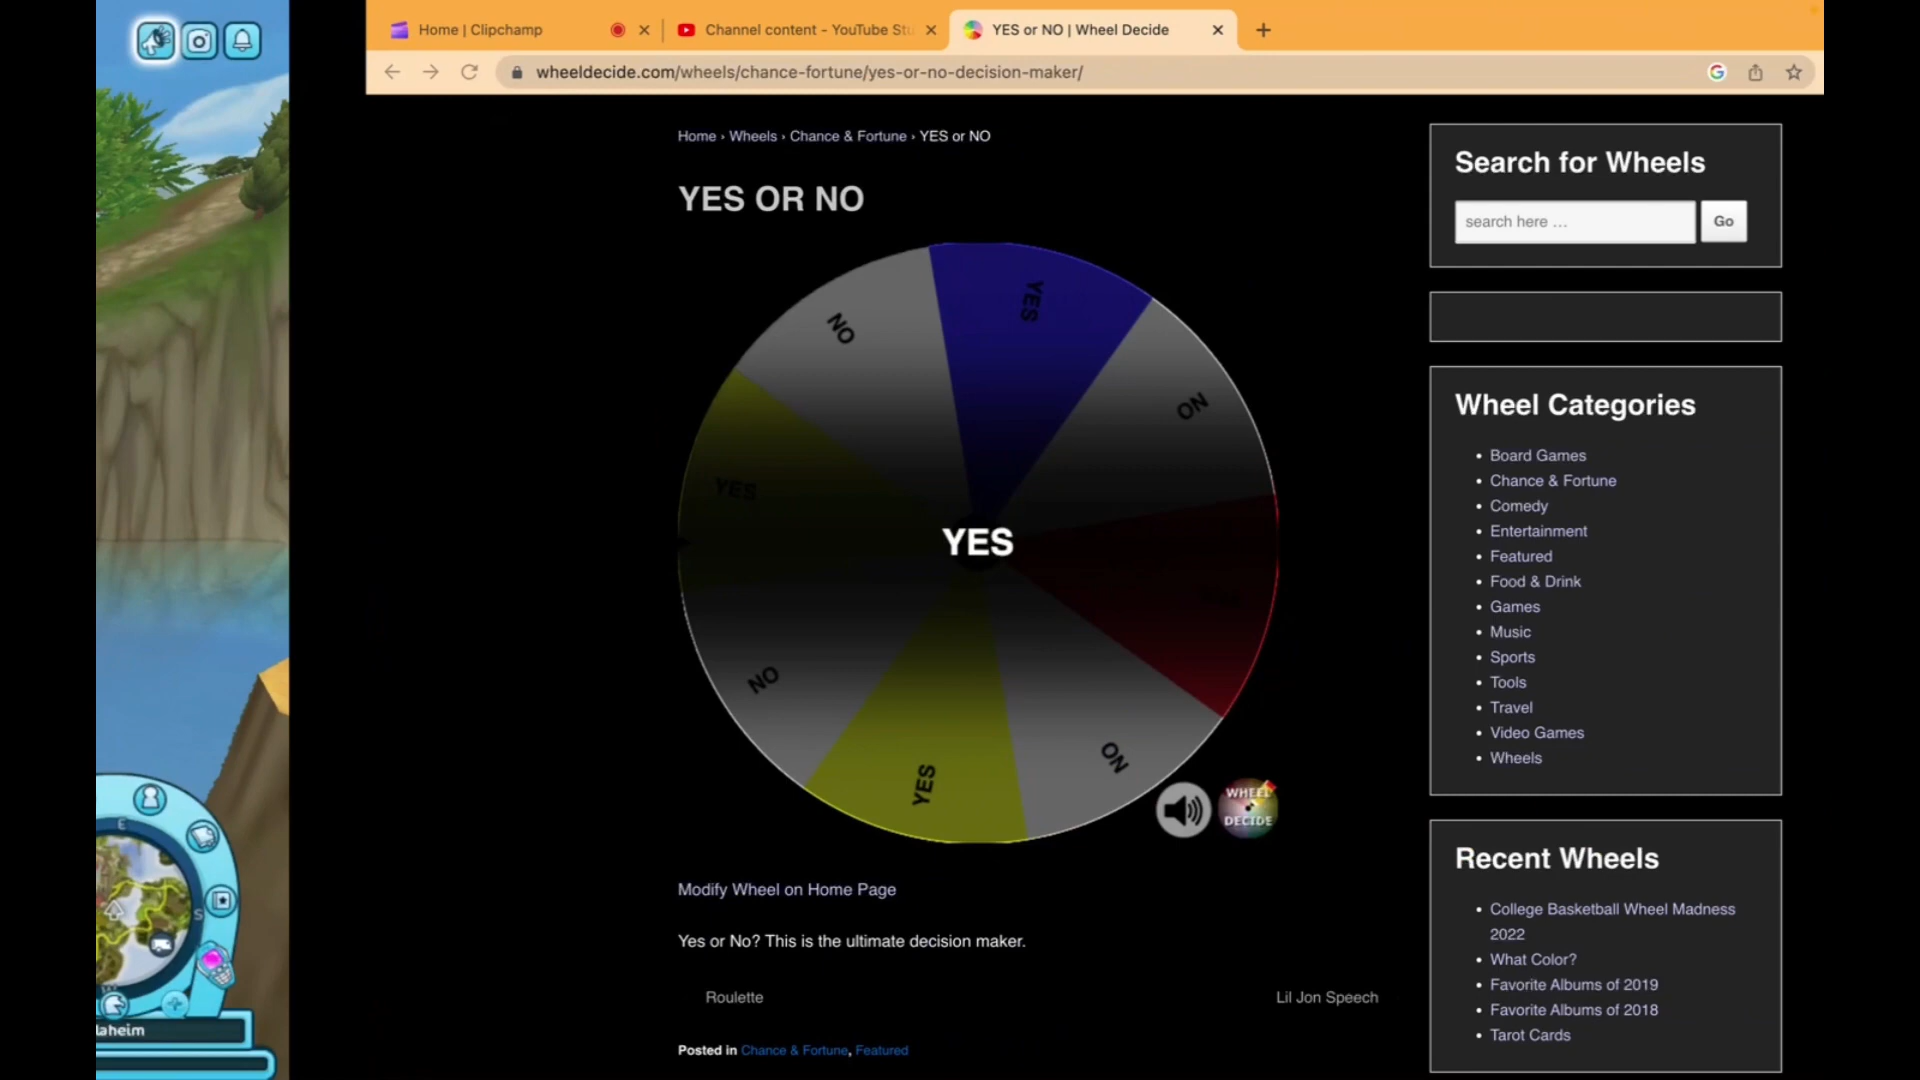 Home | Clipchamp
Channel content - YouTube Stu
YES or NO | Wheel Decide
wheeldecide.com/wheels/chance-fortune/yes-or-no-decision-maker/
Home › Wheels › Chance & Fortune › YES or NO
YES OR NO
YES
NO
NO
YES
YES
NO
NO
YES
WHEEL
DECIDE
Modify Wheel on Home Page
Yes or No? This is the ultimate decision maker.
Roulette
Lil Jon Speech
Posted in Chance & Fortune, Featured
Search for Wheels
search here ...
Go
Wheel Categories
Board Games
Chance & Fortune
Comedy
Entertainment
Featured
Food & Drink
Games
Music
Sports
Tools
Travel
Video Games
Wheels
Recent Wheels
College Basketball Wheel Madness
2022
What Color?
Favorite Albums of 2019
Favorite Albums of 2018
Tarot Cards
E
S
laheim